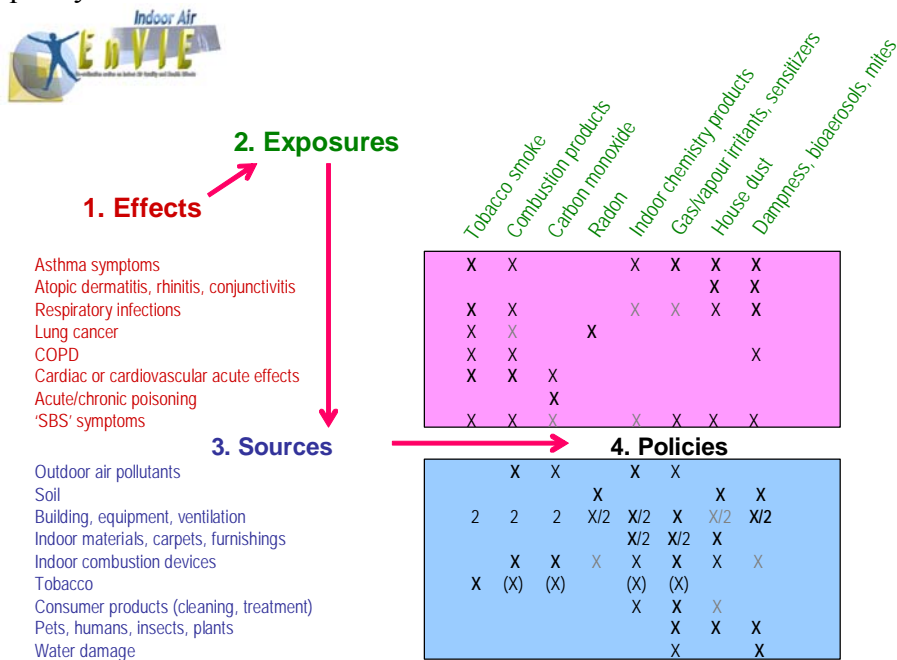 Indoor Air
EnVIE
2. Exposures
1. Effects
Tobacco smoke
Combustion products
Carbon monoxide
Radon
Indoor chemistry products
Gas/vapour irritants, sensitizers
House dust
Dampness, bioaerosols, mites
Asthma symptoms X X X X X X
Atopic dermatitis, rhinitis, conjunctivitis X X
Respiratory infections X X X X X X
Lung cancer X X X
COPD X X X
Cardiac or cardiovascular acute effects X X X
Acute/chronic poisoning X
‘SBS’ symptoms X X X X X X X
3. Sources
4. Policies
Outdoor air pollutants X X X X
Soil X X X
Building, equipment, ventilation 2 2 2 X/2 X/2 X X/2 X/2
Indoor materials, carpets, furnishings X/2 X/2 X
Indoor combustion devices X X X X X X X
Tobacco X (X) (X) (X) (X)
Consumer products (cleaning, treatment) X X X
Pets, humans, insects, plants X X X
Water damage X X